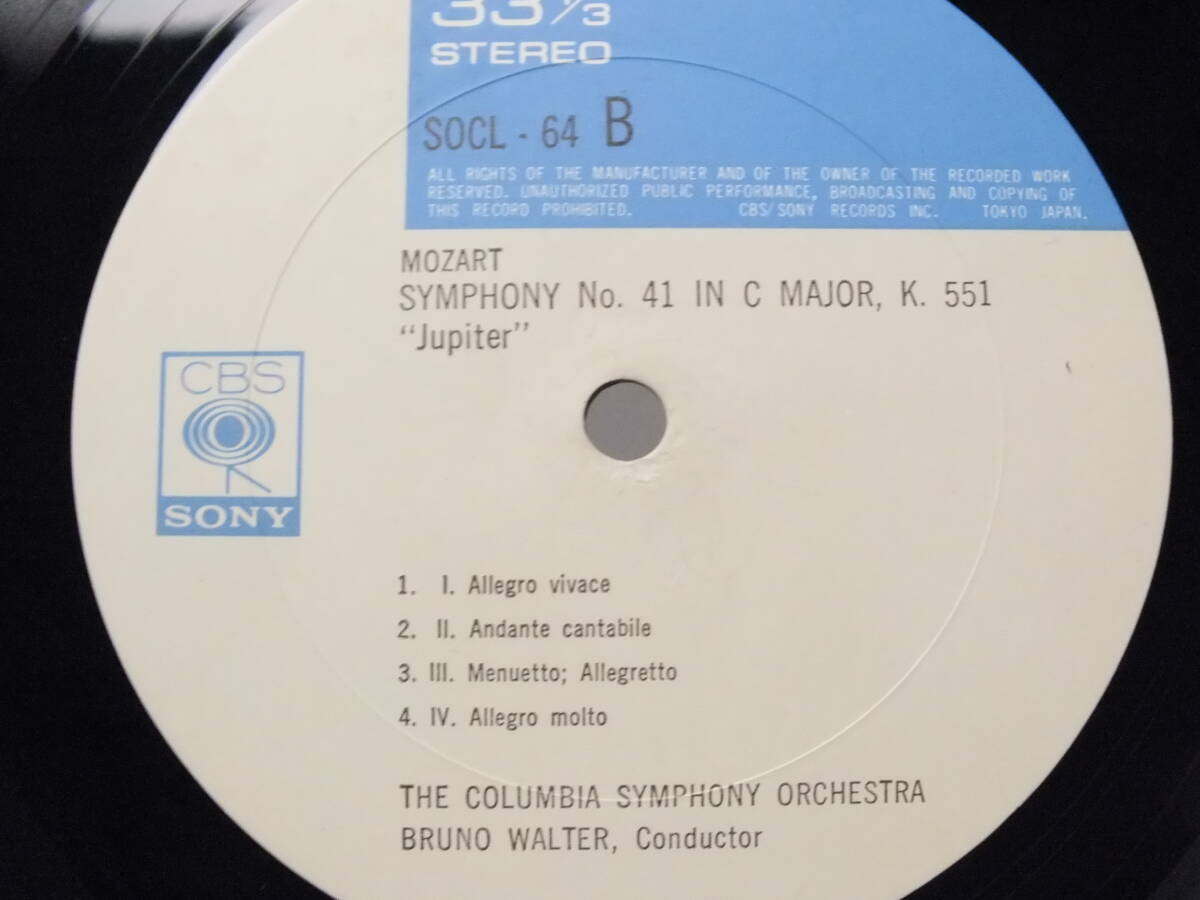 33 1/3
STEREO
SOCL - 64 B
ALL RIGHTS OF THE MANUFACTURER AND OF THE OWNER OF THE RECORDED WORK
RESERVED. UNAUTHORIZED PUBLIC PERFORMANCE, BROADCASTING AND COPYING OF
THIS RECORD PROHIBITED. CBS/SONY RECORDS INC. TOKYO JAPAN.
MOZART
SYMPHONY No. 41 IN C MAJOR, K. 551
“Jupiter”
CBS
SONY
1. I. Allegro vivace
2. II. Andante cantabile
3. III. Menuetto; Allegretto
4. IV. Allegro molto
THE COLUMBIA SYMPHONY ORCHESTRA
BRUNO WALTER, Conductor